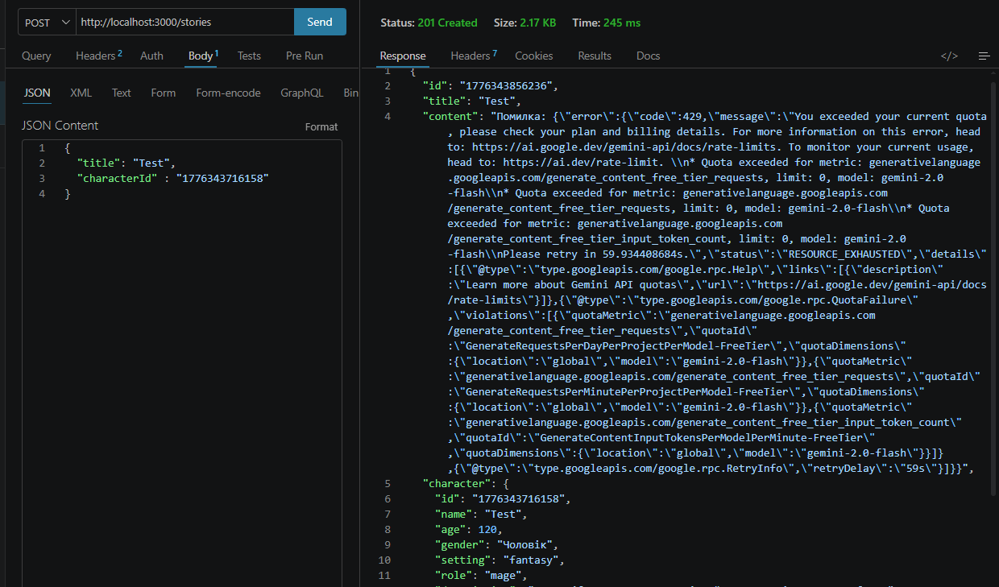 POST
http://localhost:3000/stories
Send
Query
Headers 2
Auth
Body 1
Tests
Pre Run
JSON
XML
Text
Form
Form-encode
GraphQL
Bin
JSON Content
Format
1 {
2 "title": "Test",
3 "characterId" : "1776343716158"
4 }
Status: 201 Created Size: 2.17 KB Time: 245 ms
Response
Headers 7
Cookies
Results
Docs
</>
1 {
2 "id": "1776343856236",
3 "title": "Test",
4 "content": "Помилка: {\"error\":{\"code\":429,\"message\":\"You exceeded your current quota
, please check your plan and billing details. For more information on this error, head
to: https://ai.google.dev/gemini-api/docs/rate-limits. To monitor your current usage,
head to: https://ai.dev/rate-limit. \\n* Quota exceeded for metric: generativelanguage
.googleapis.com/generate_content_free_tier_requests, limit: 0, model: gemini-2.0
-flash\\n* Quota exceeded for metric: generativelanguage.googleapis.com
/generate_content_free_tier_requests, limit: 0, model: gemini-2.0-flash\\n* Quota
exceeded for metric: generativelanguage.googleapis.com
/generate_content_free_tier_input_token_count, limit: 0, model: gemini-2.0
-flash\\nPlease retry in 59.934408684s.\",\"status\":\"RESOURCE_EXHAUSTED\",\"details\"
:[{\"@type\":\"type.googleapis.com/google.rpc.Help\",\"links\":[{\"description\"
:\"Learn more about Gemini API quotas\",\"url\":\"https://ai.google.dev/gemini-api/docs
/rate-limits\"}]},{\"@type\":\"type.googleapis.com/google.rpc.QuotaFailure\"
,\"violations\":[{\"quotaMetric\":\"generativelanguage.googleapis.com
/generate_content_free_tier_requests\",\"quotaId\"
:\"GenerateRequestsPerDayPerProjectPerModel-FreeTier\",\"quotaDimensions\"
:{\"location\":\"global\",\"model\":\"gemini-2.0-flash\"}},{\"quotaMetric\"
:\"generativelanguage.googleapis.com/generate_content_free_tier_requests\",\"quotaId\"
:\"GenerateRequestsPerMinutePerProjectPerModel-FreeTier\",\"quotaDimensions\"
:{\"location\":\"global\",\"model\":\"gemini-2.0-flash\"}},{\"quotaMetric\"
:\"generativelanguage.googleapis.com/generate_content_free_tier_input_token_count\"
,\"quotaId\":\"GenerateContentInputTokensPerModelPerMinute-FreeTier\"
,\"quotaDimensions\":{\"location\":\"global\",\"model\":\"gemini-2.0-flash\"}}]}
,{\"@type\":\"type.googleapis.com/google.rpc.RetryInfo\",\"retryDelay\":\"59s\"}]}}",
5 "character": {
6 "id": "1776343716158",
7 "name": "Test",
8 "age": 120,
9 "gender": "Чоловік",
10 "setting": "fantasy",
11 "role": "mage",